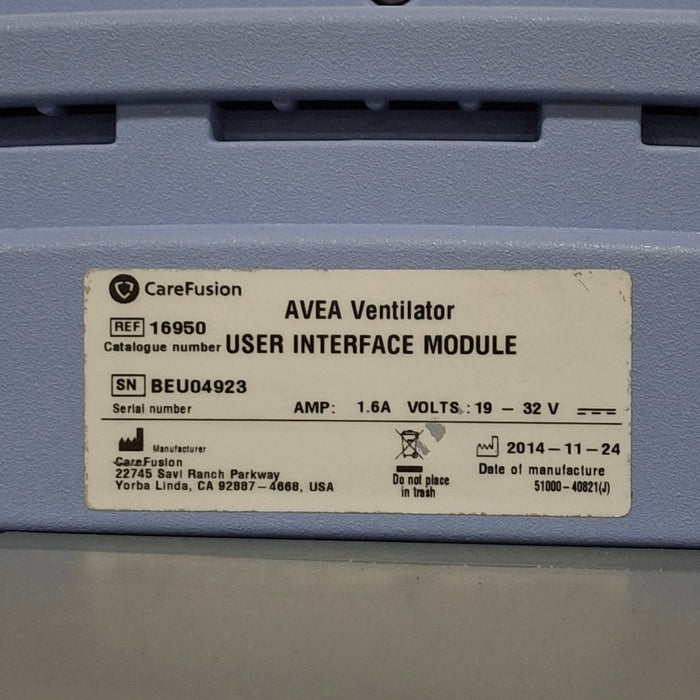 CareFusion
AVEA Ventilator
REF 16950
Catalogue number USER INTERFACE MODULE
SN BEU04923
Serial number AMP: 1.6A VOLTS: 19 – 32 V
Manufacturer
CareFusion
22745 Savi Ranch Parkway
Yorba Linda, CA 92887–4668, USA
Do not place
in trash
2014–11–24
Date of manufacture
51000–40821(J)